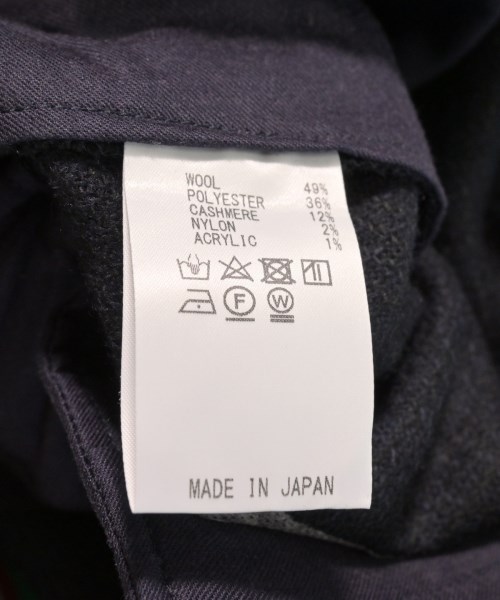 WOOL 49%
POLYESTER 36%
CASHMERE 12%
NYLON 2%
ACRYLIC 1%
F W
MADE IN JAPAN